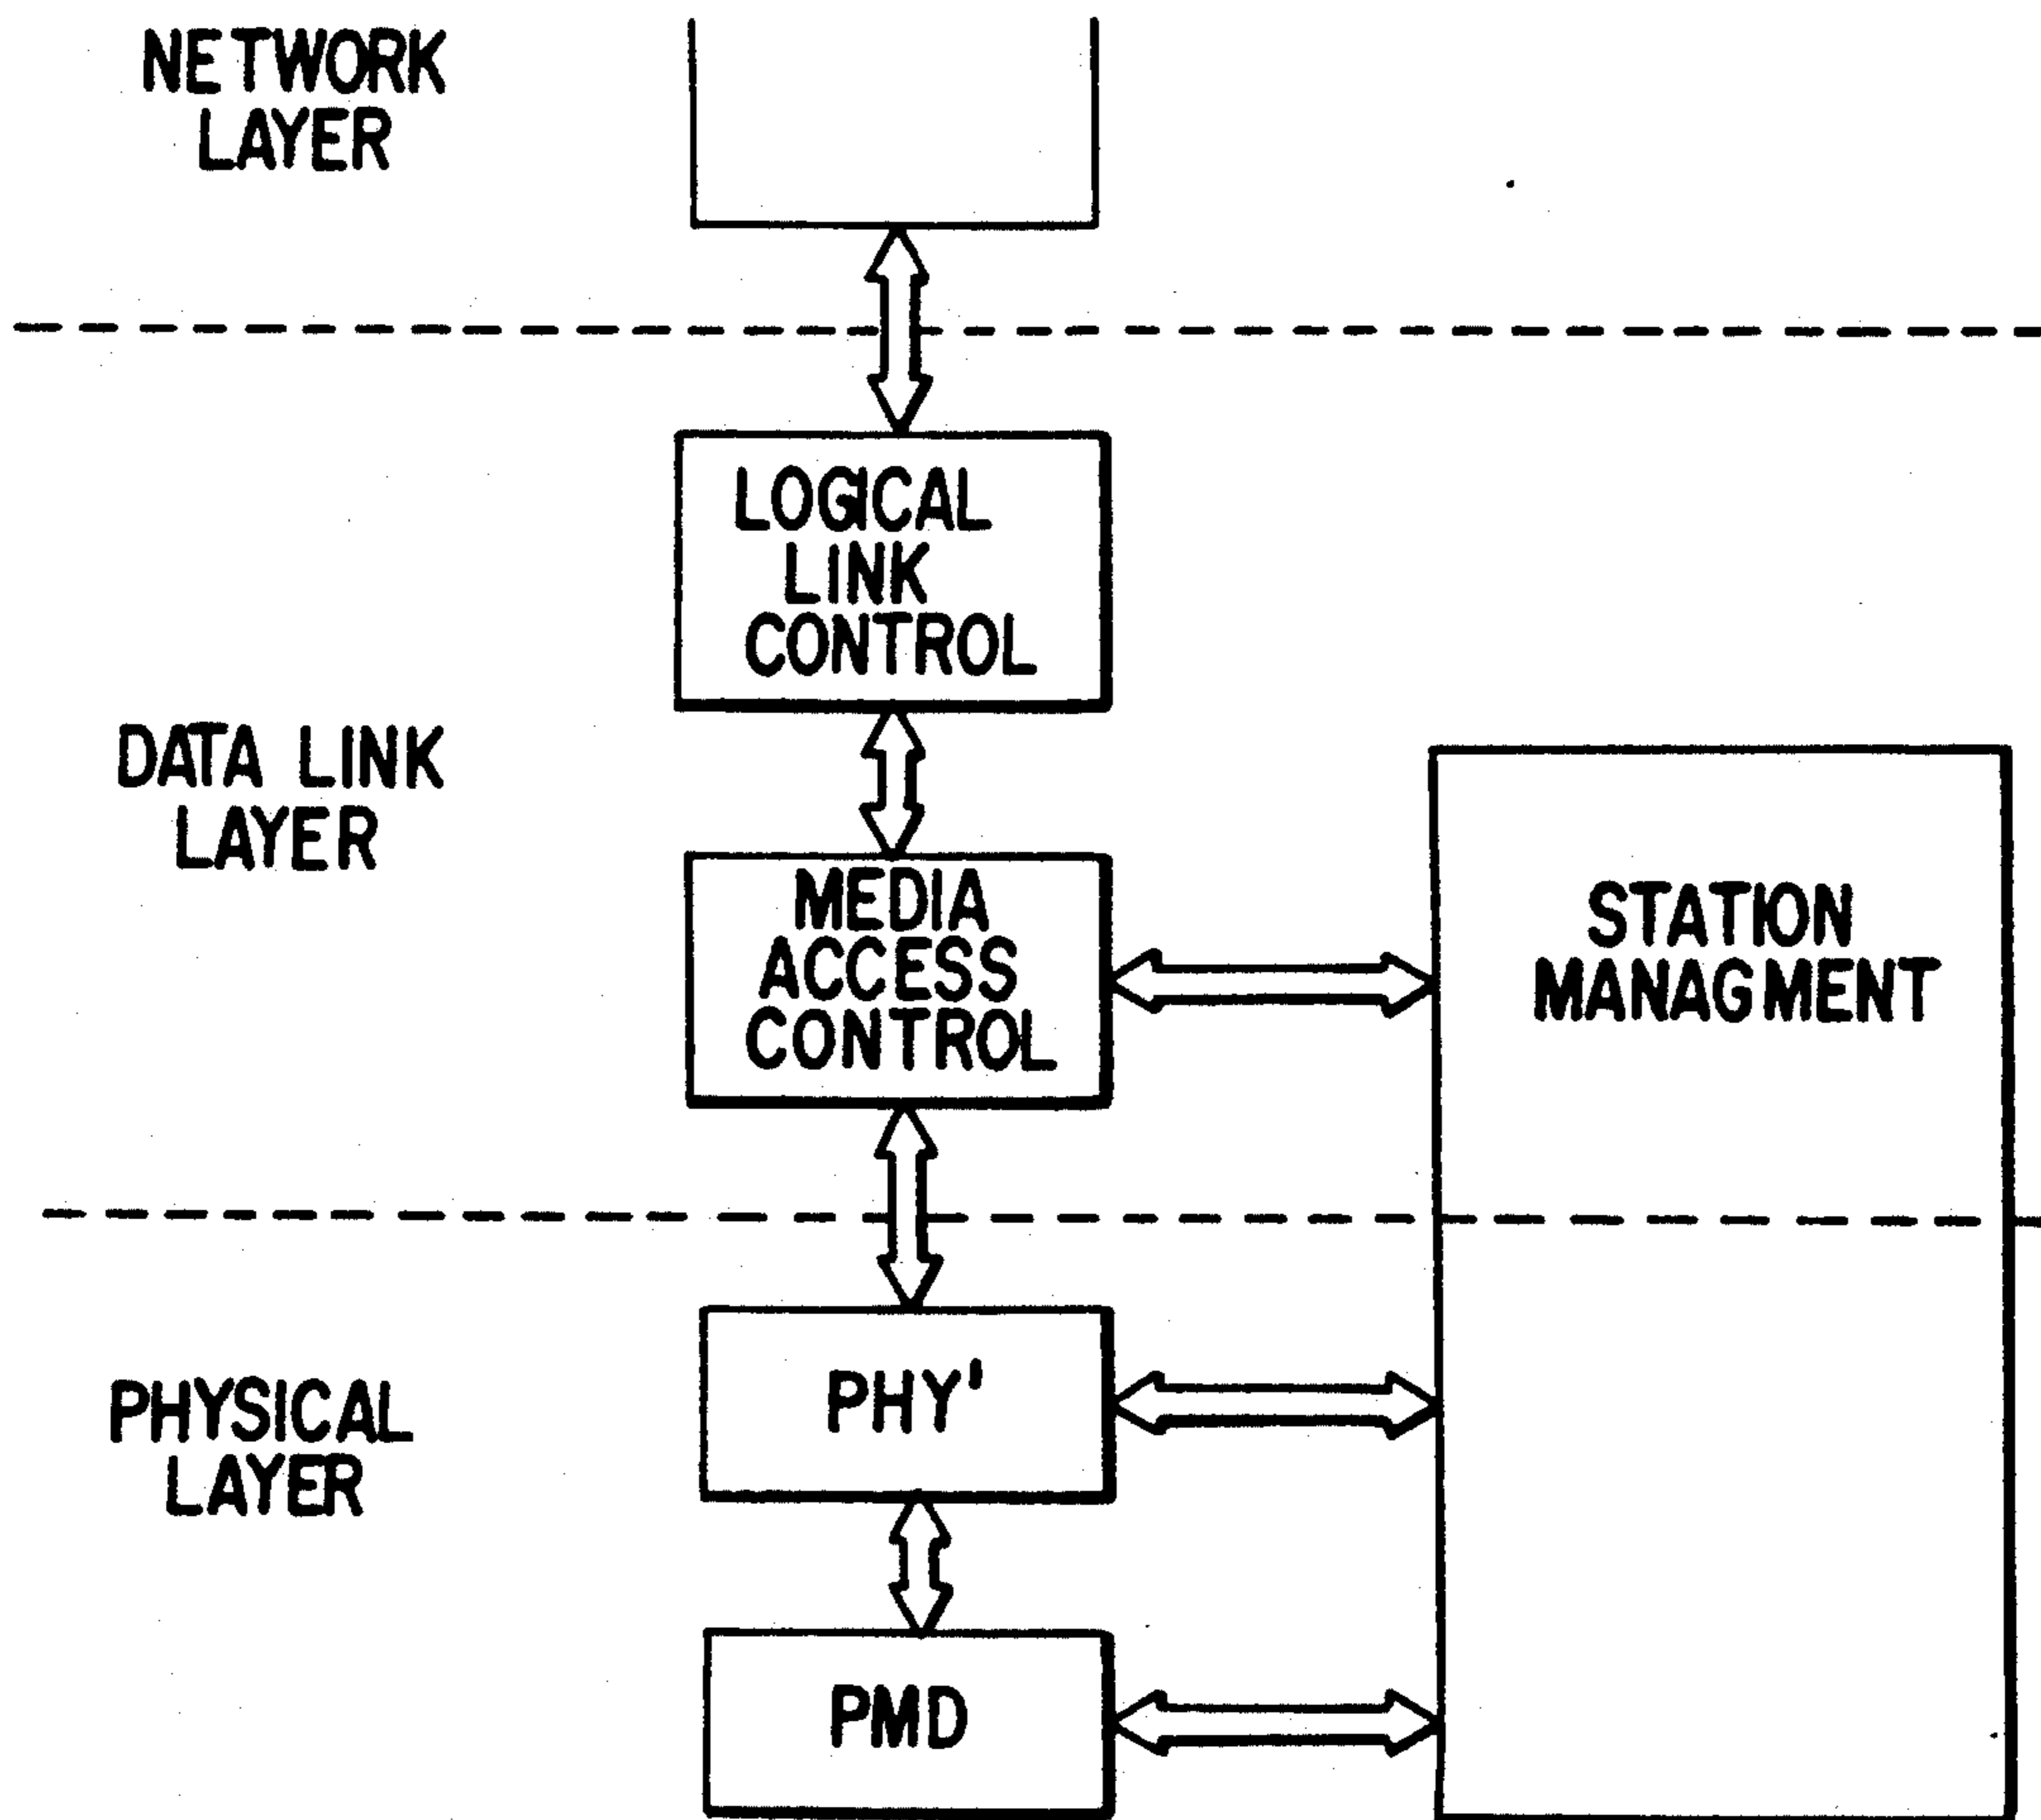 NETWORK
LAYER
LOGICAL
LINK
CONTROL
DATA LINK
LAYER
MEDIA
ACCESS
CONTROL
STATION
MANAGMENT
PHY'
PHYSICAL
LAYER
PMD